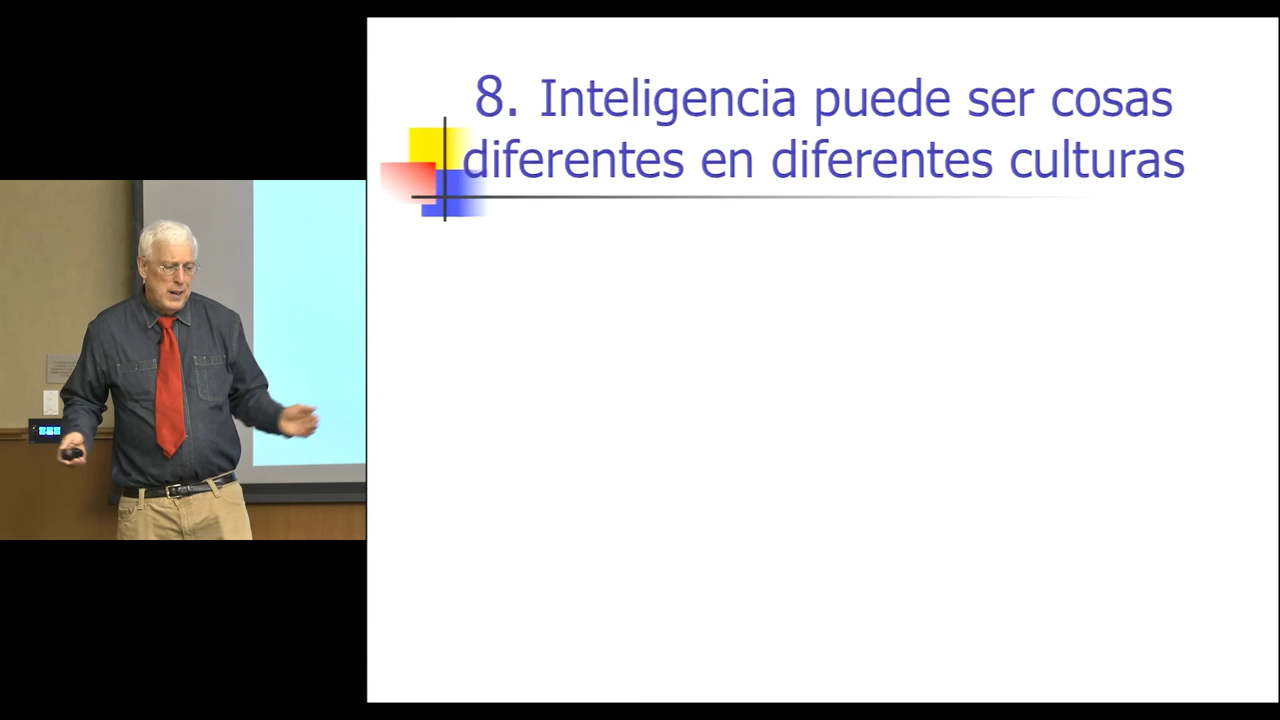 8. Inteligencia puede ser cosas
diferentes en diferentes culturas